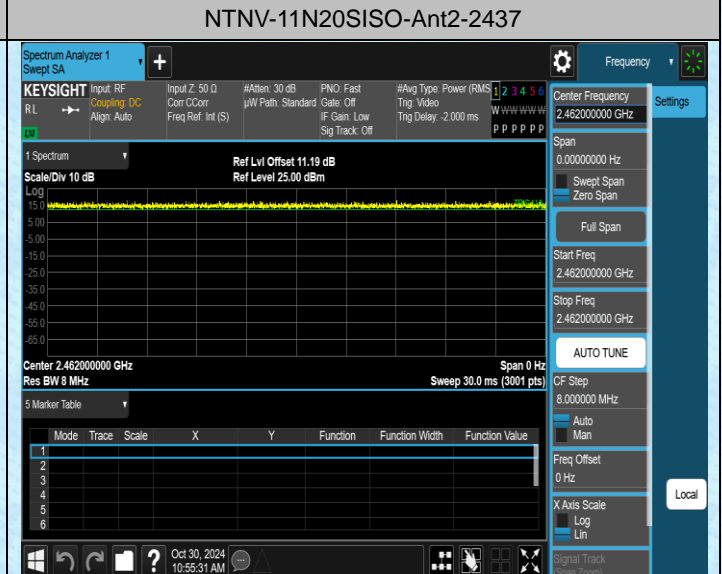 NTNV-11N20SISO-Ant2-2437
Spectrum Analyzer 1
Swept SA
Frequency
KEYSIGHT
RL
LXI
Input: RF
Coupling: DC
Align: Auto
Input Z: 50 Ω
Corr CCorr
Freq Ref: Int (S)
#Atten: 30 dB
µW Path: Standard
PNO: Fast
Gate: Off
IF Gain: Low
Sig Track: Off
#Avg Type: Power (RMS
Trig: Video
Trig Delay: -2.000 ms
1 2 3 4 5 6
W W W W W W
P P P P P P
Center Frequency
2.462000000 GHz
Settings
Span
0.00000000 Hz
Swept Span
Zero Span
Full Span
Start Freq
2.462000000 GHz
Stop Freq
2.462000000 GHz
AUTO TUNE
CF Step
8.000000 MHz
Auto
Man
Freq Offset
0 Hz
X Axis Scale
Log
Lin
Signal Track
(Span Zoom)
Local
1 Spectrum
Scale/Div 10 dB
Ref Lvl Offset 11.19 dB
Ref Level 25.00 dBm
Log
15.0
5.00
-5.00
-15.0
-25.0
-35.0
-45.0
-55.0
-65.0
Center 2.462000000 GHz
Span 0 Hz
Res BW 8 MHz
Sweep 30.0 ms (3001 pts)
5 Marker Table
Mode Trace Scale X Y Function Function Width Function Value
1
2
3
4
5
6
?
Oct 30, 2024
10:55:31 AM